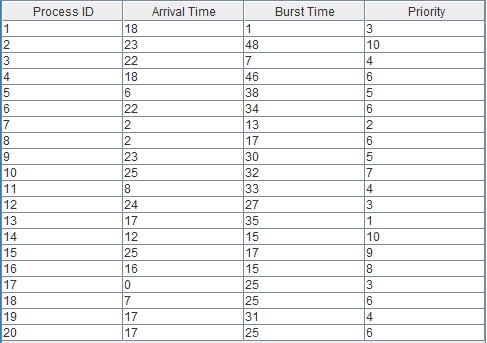 Process ID Arrival Time Burst Time Priority
1 18 1 3
2 23 48 10
3 22 7 4
4 18 46 6
5 6 38 5
6 22 34 6
7 2 13 2
8 2 17 6
9 23 30 5
10 25 32 7
11 8 33 4
12 24 27 3
13 17 35 1
14 12 15 10
15 25 17 9
16 16 15 8
17 0 25 3
18 7 25 6
19 17 31 4
20 17 25 6